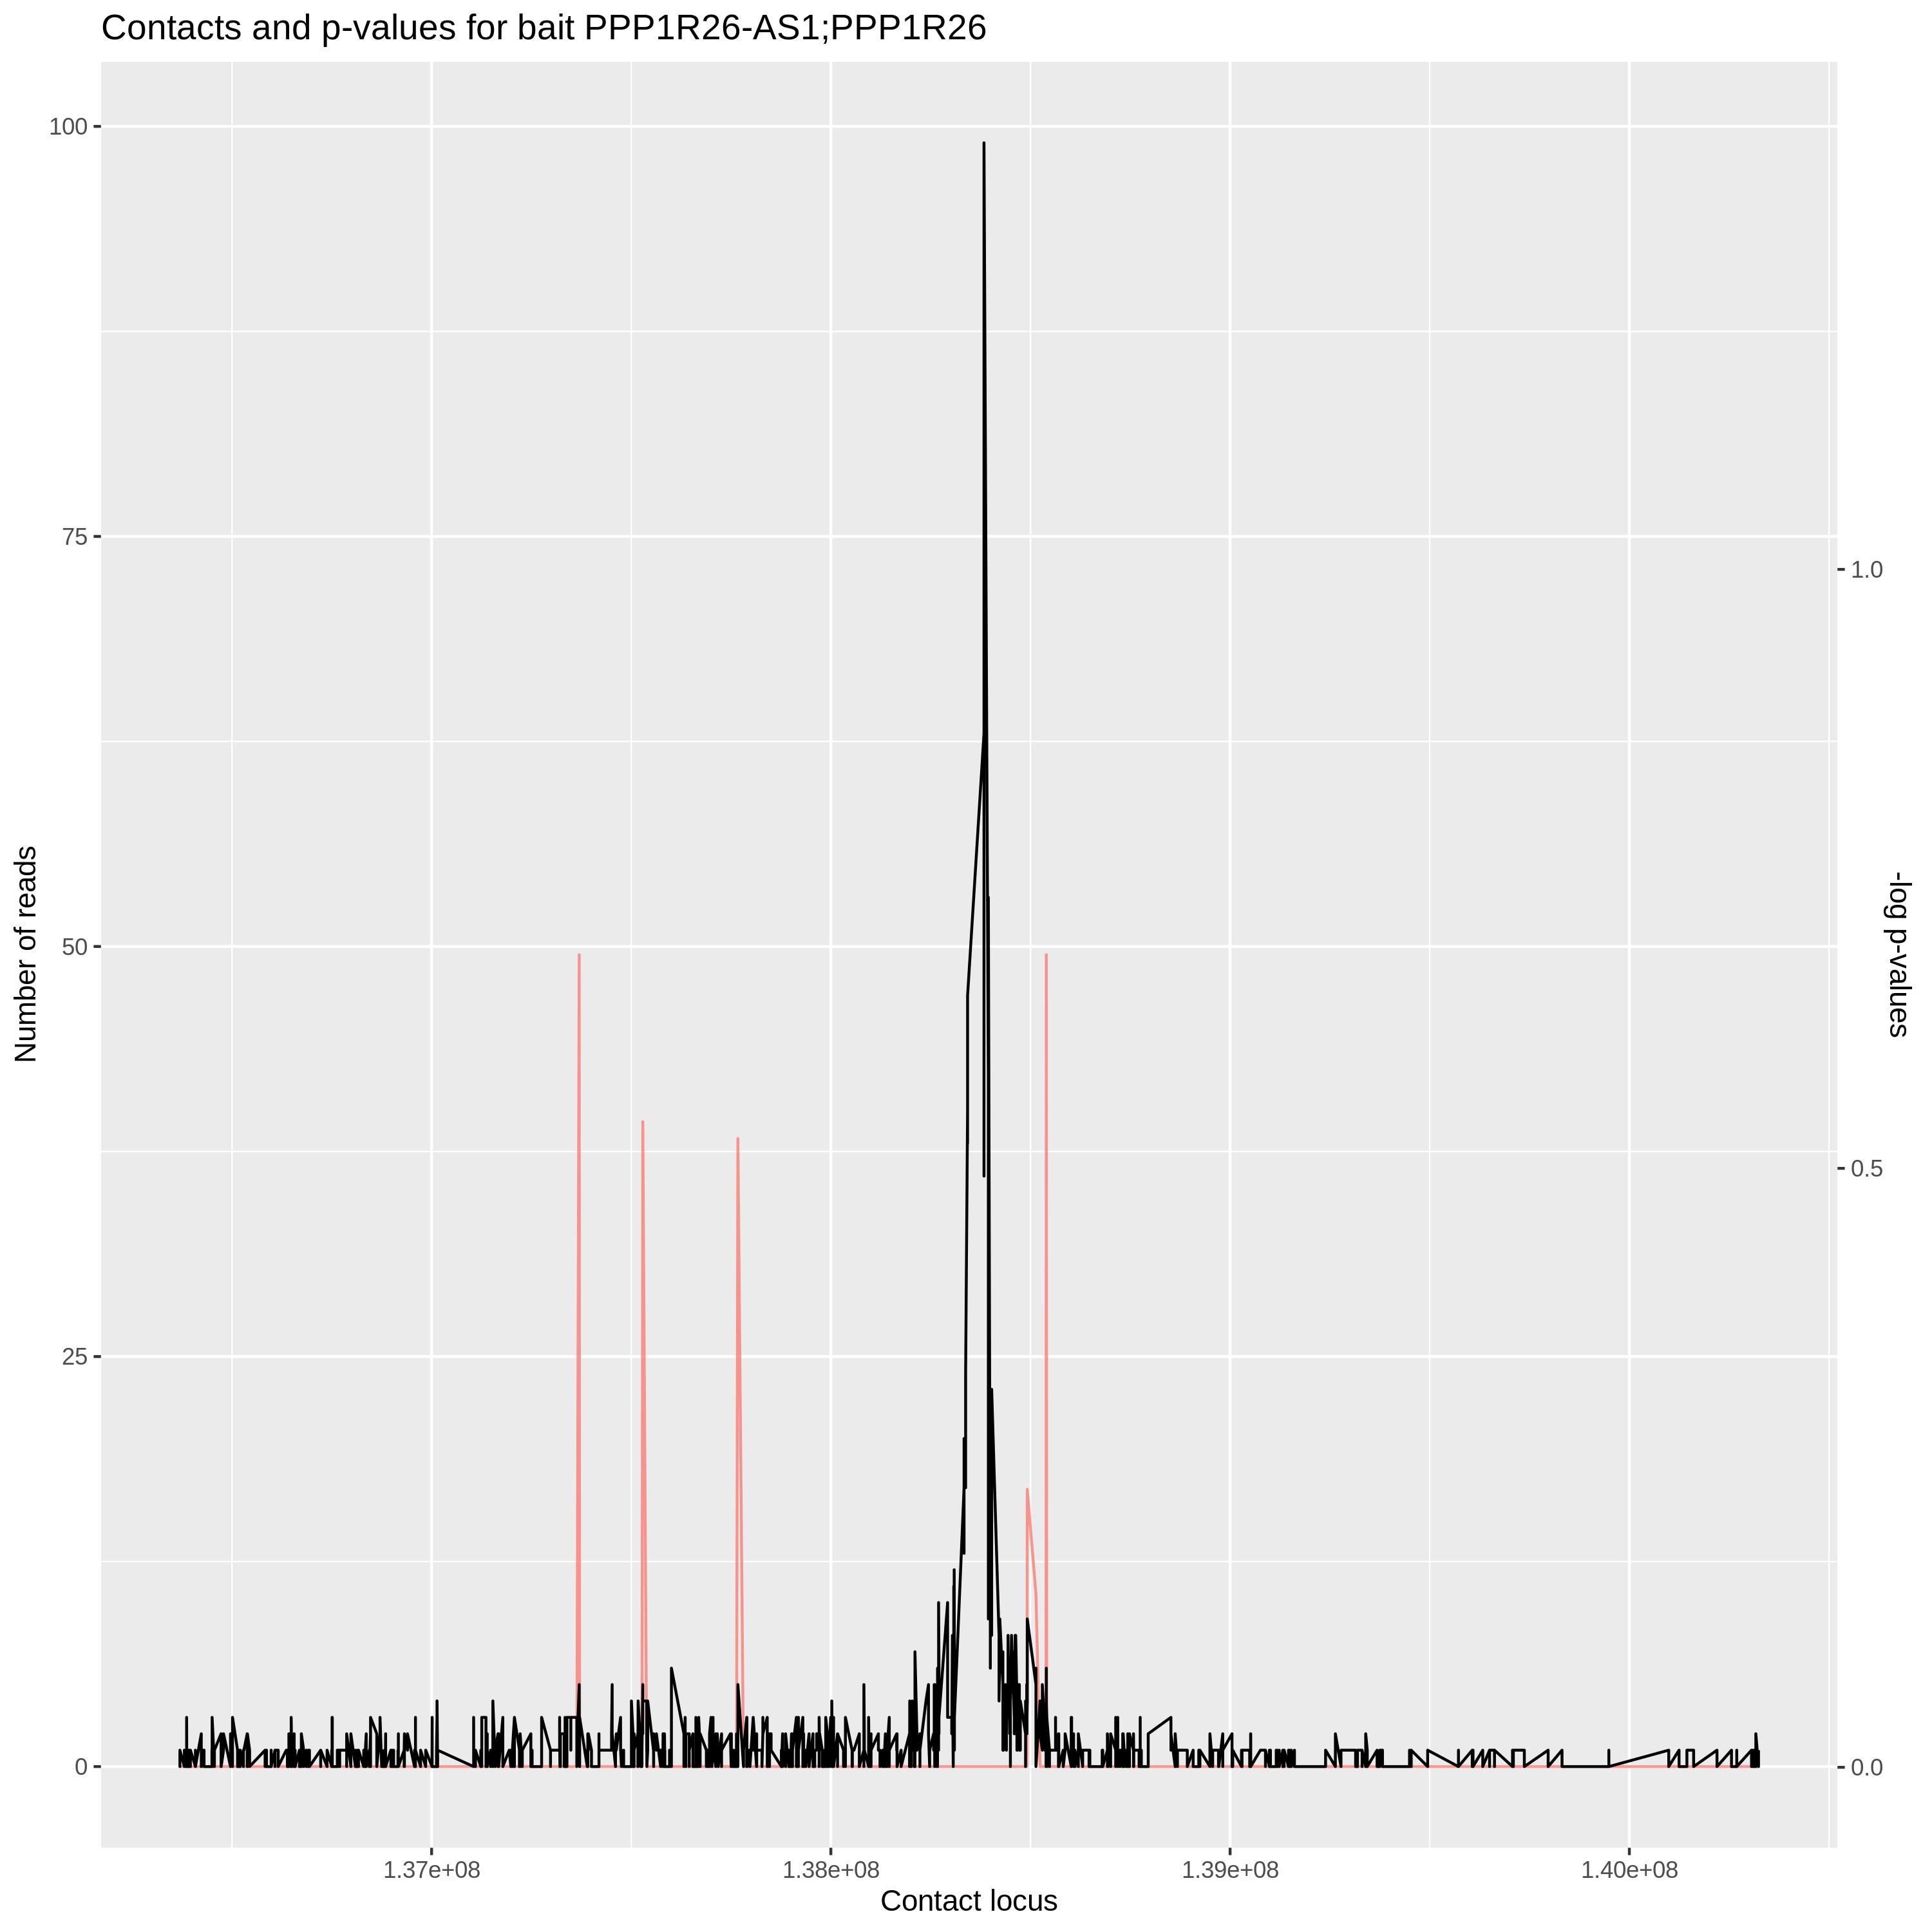 Contacts and p-values for bait PPP1R26-AS1;PPP1R26
100
75
50
25
0
Number of reads
1.0
0.5
0.0
-log p-values
1.37e+08
1.38e+08
1.39e+08
1.40e+08
Contact locus